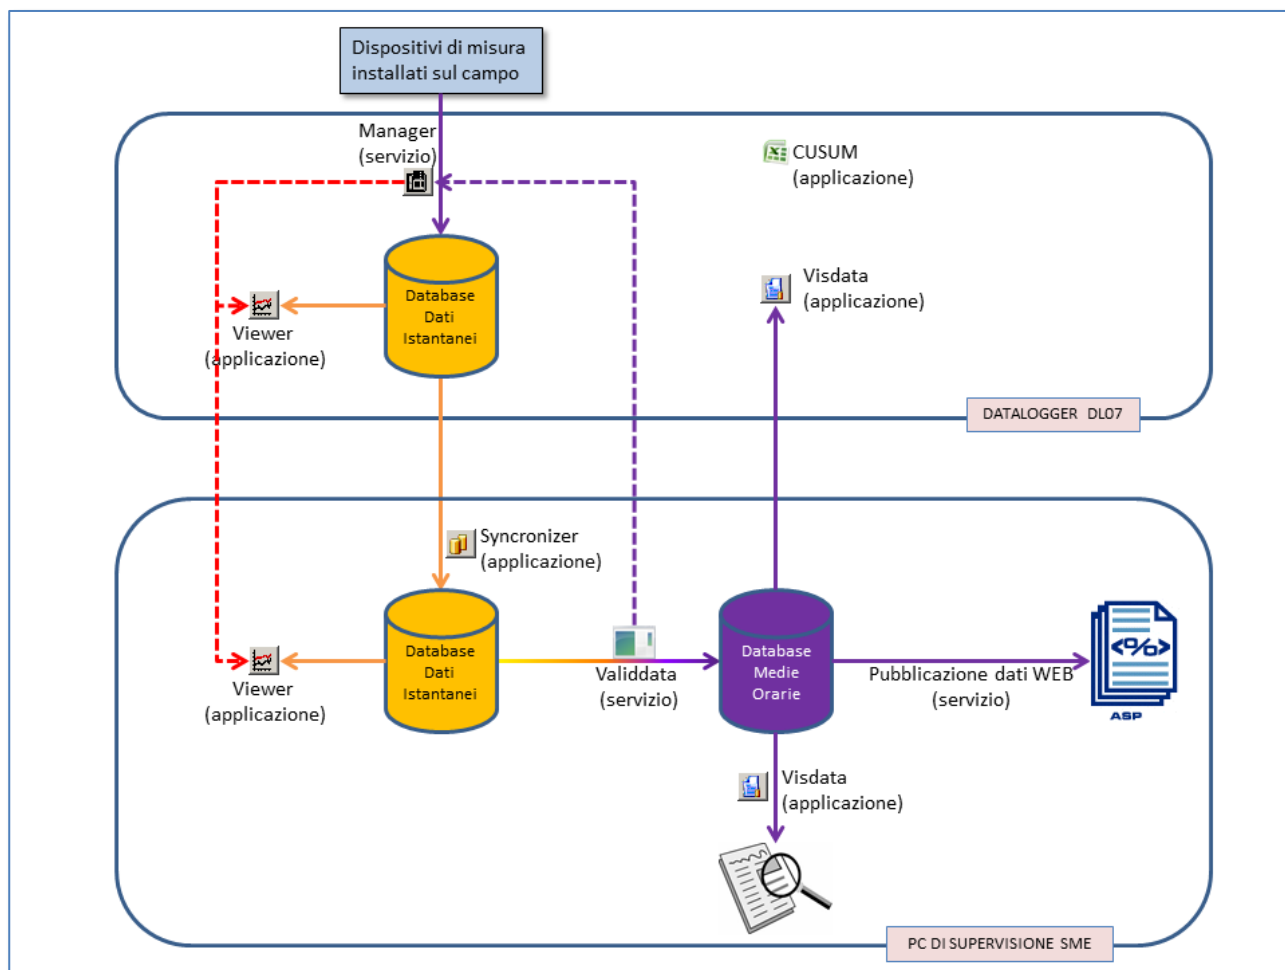 Dispositivi di misura
installati sul campo
Manager
(servizio)
CUSUM
(applicazione)
Visdata
(applicazione)
Database
Dati
Istantanei
Viewer
(applicazione)
DATALOGGER DL07
Syncronizer
(applicazione)
Database
Dati
Istantanei
Viewer
(applicazione)
Validdata
(servizio)
Database
Medie
Orarie
Pubblicazione dati WEB
(servizio)
<%>
ASP
Visdata
(applicazione)
PC DI SUPERVISIONE SME